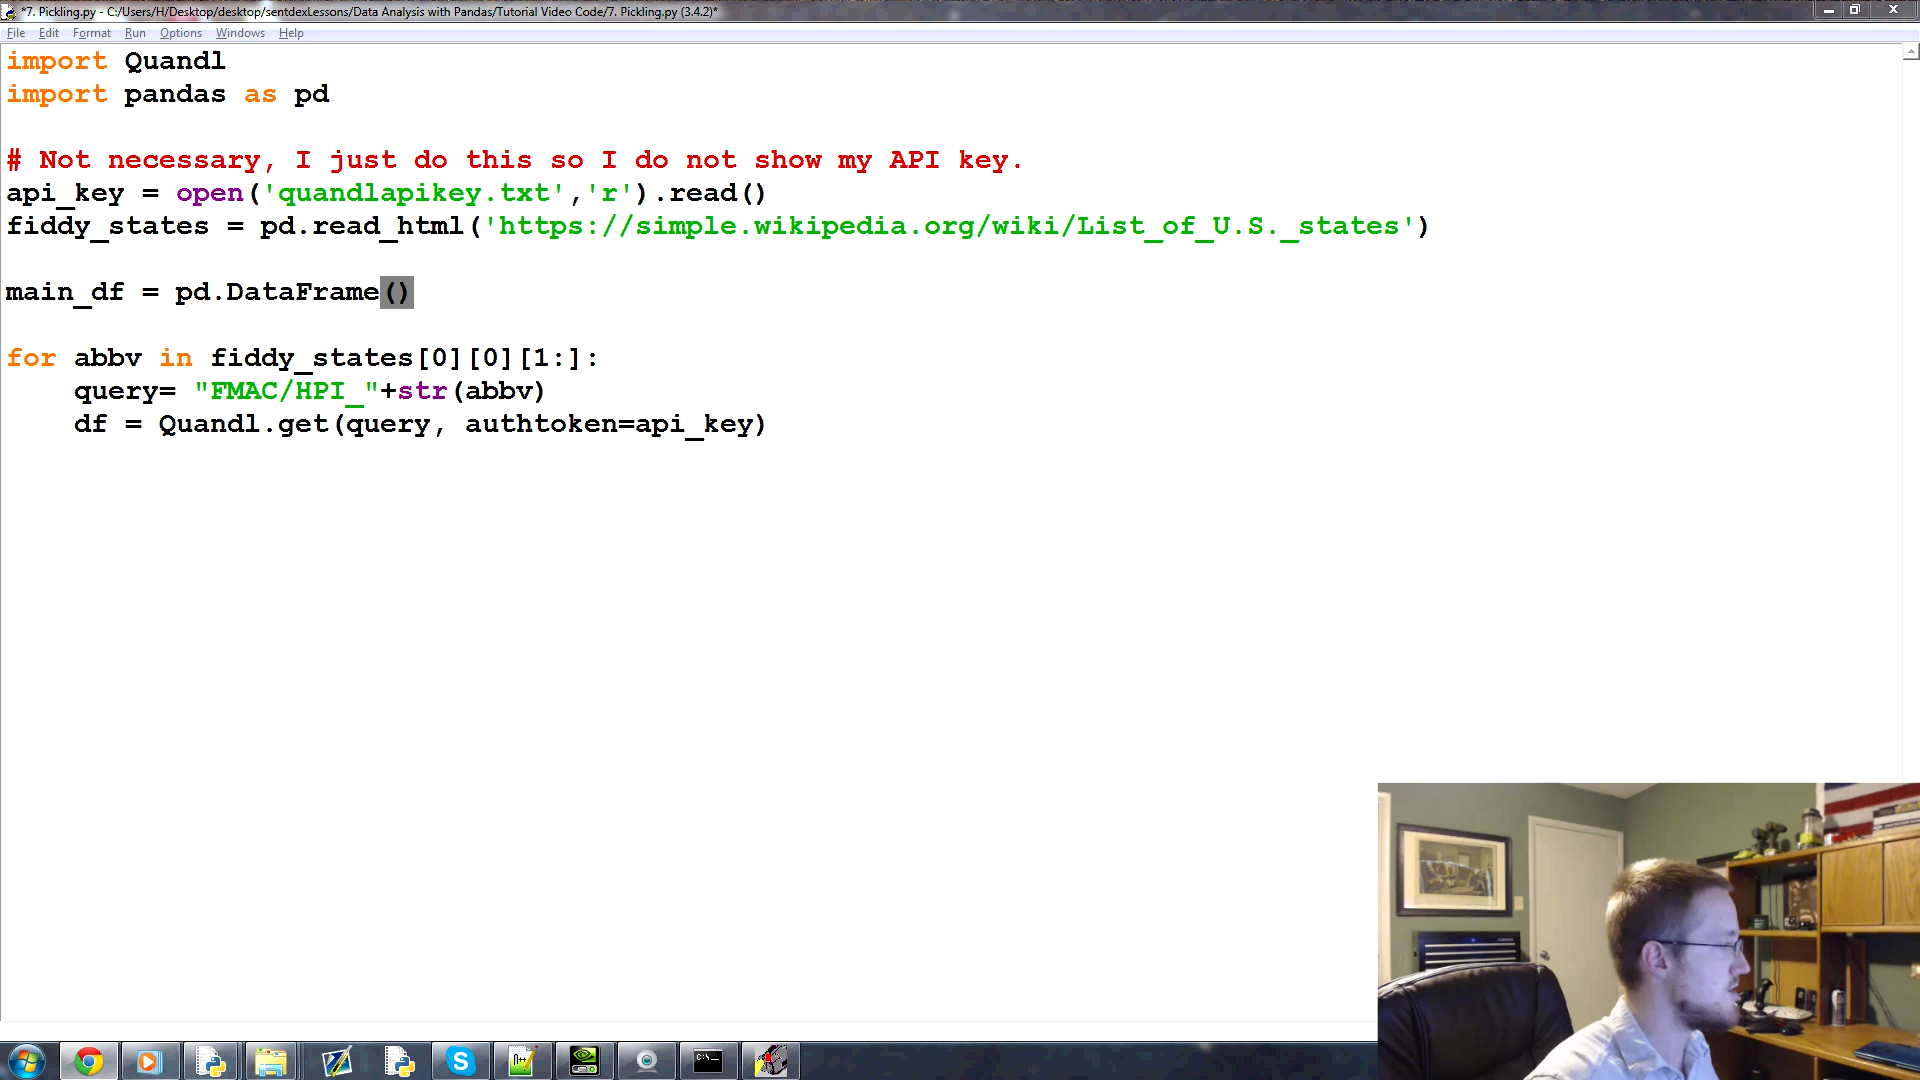 *7. Pickling.py - C:/Users/H/Desktop/desktop/sentdexLessons/Data Analysis with Pandas/Tutorial Video Code/7. Pickling.py (3.4.2)*
File Edit Format Run Options Windows Help
import Quandl
import pandas as pd
# Not necessary, I just do this so I do not show my API key.
api_key = open('quandlapikey.txt','r').read()
fiddy_states = pd.read_html('https://simple.wikipedia.org/wiki/List_of_U.S._states')
main_df = pd.DataFrame()
for abbv in fiddy_states[0][0][1:]:
    query= "FMAC/HPI_"+str(abbv)
    df = Quandl.get(query, authtoken=api_key)